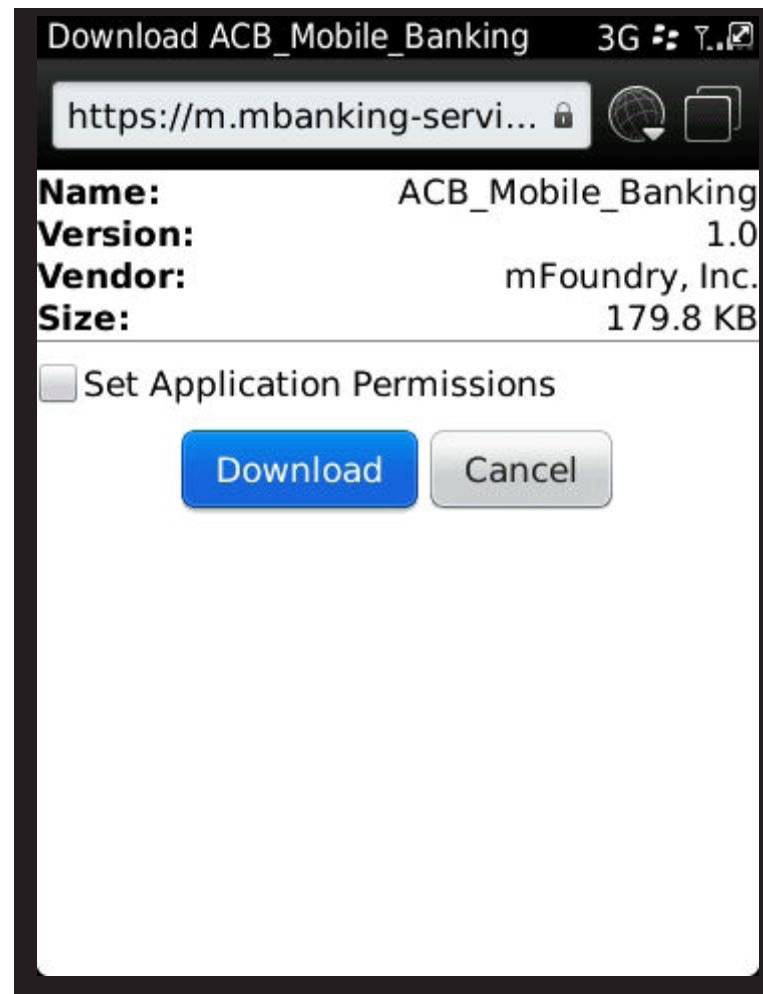 Download ACB_Mobile_Banking 3G
https://m.mbanking-servi...
Name: ACB_Mobile_Banking
Version: 1.0
Vendor: mFoundry, Inc.
Size: 179.8 KB
Set Application Permissions
Download Cancel